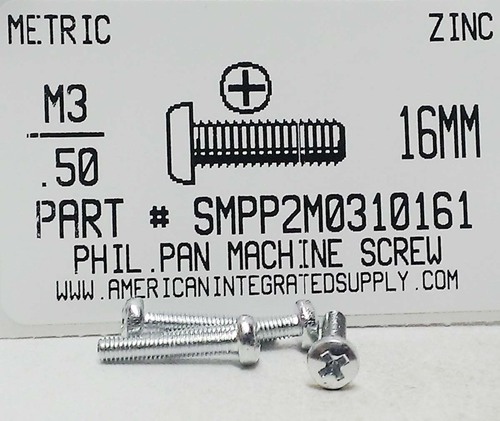 METRIC ZINC
M3
.50
16MM
PART # SMPP2M0310161
PHIL.PAN MACHINE SCREW
WWW.AMERICANINTEGRATEDSUPPLY.COM